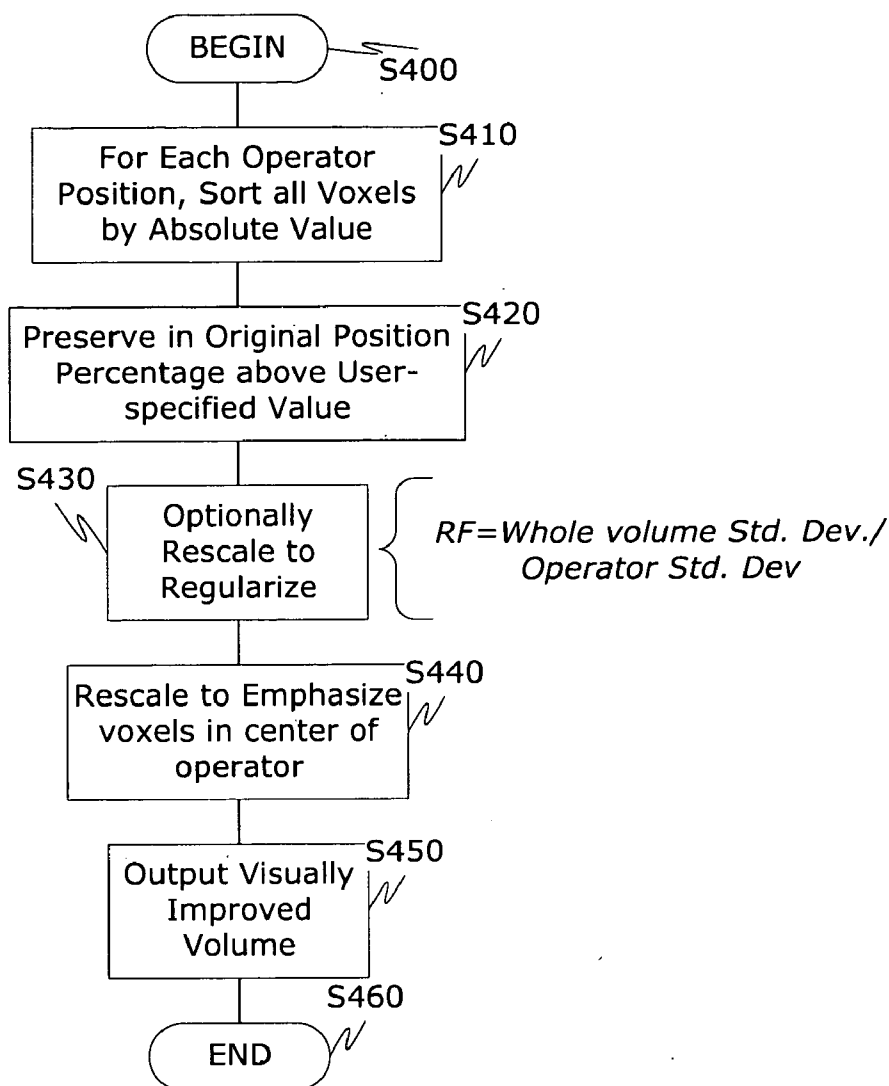 BEGIN
S400
S410
For Each Operator
Position, Sort all Voxels
by Absolute Value
S420
Preserve in Original Position
Percentage above User-
specified Value
S430
Optionally
Rescale to
Regularize
RF=Whole volume Std. Dev./
Operator Std. Dev
S440
Rescale to Emphasize
voxels in center of
operator
S450
Output Visually
Improved
Volume
S460
END